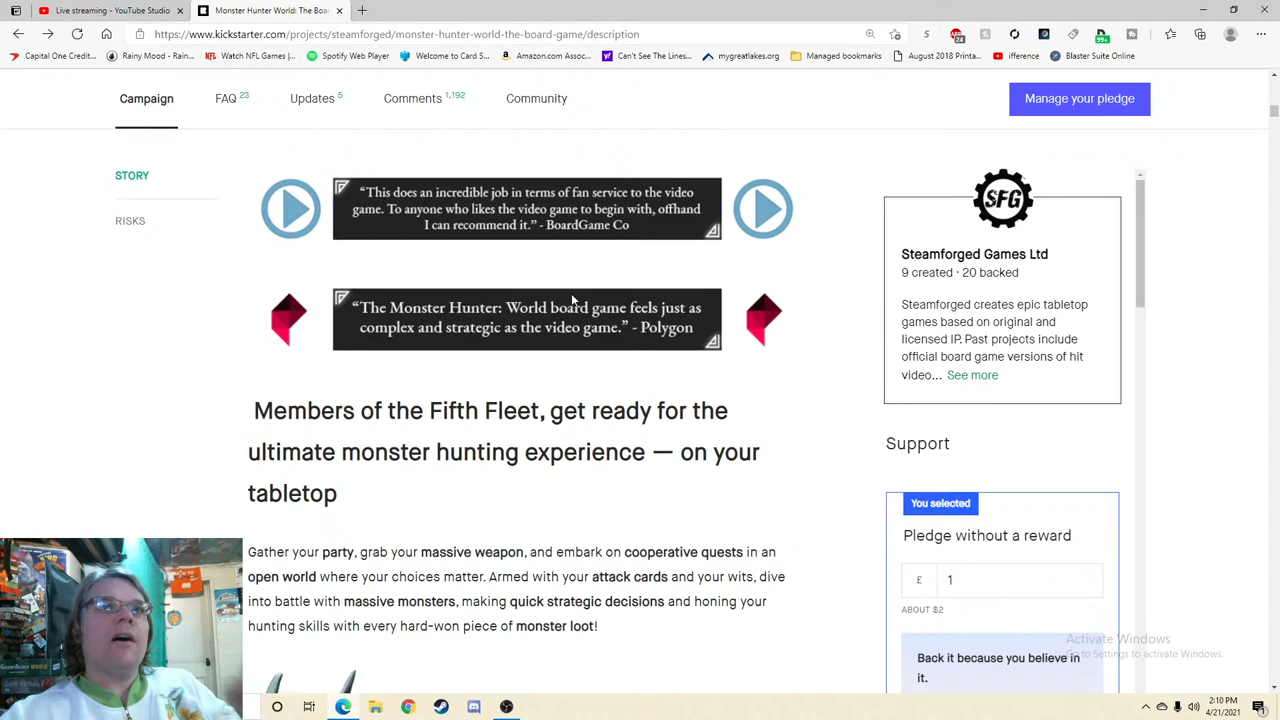 Live streaming - YouTube Studio
Monster Hunter World: The Boa
https://www.kickstarter.com/projects/steamforged/monster-hunter-world-the-board-game/description
24
99+
Capital One Credit...
Rainy Mood - Rain...
Watch NFL Games |...
Spotify Web Player
Welcome to Card S...
Amazon.com Assoc...
Can't See The Lines...
mygreatlakes.org
Managed bookmarks
August 2018 Printa...
ifference
Blaster Suite Online
Campaign
FAQ 23
Updates 5
Comments 1,192
Community
Manage your pledge
STORY
RISKS
“This does an incredible job in terms of fan service to the video
game. To anyone who likes the video game to begin with, offhand
I can recommend it.” - BoardGame Co
“The Monster Hunter: World board game feels just as
complex and strategic as the video game.” - Polygon
Members of the Fifth Fleet, get ready for the
ultimate monster hunting experience — on your
tabletop
Gather your party, grab your massive weapon, and embark on cooperative quests in an
open world where your choices matter. Armed with your attack cards and your wits, dive
into battle with massive monsters, making quick strategic decisions and honing your
hunting skills with every hard-won piece of monster loot!
SFG
Steamforged Games Ltd
9 created · 20 backed
Steamforged creates epic tabletop
games based on original and
licensed IP. Past projects include
official board game versions of hit
video... See more
Support
You selected
Pledge without a reward
£ 1
ABOUT $2
Back it because you believe in
it.
Activate Windows
Go to Settings to activate Windows.
2:10 PM
4/21/2021